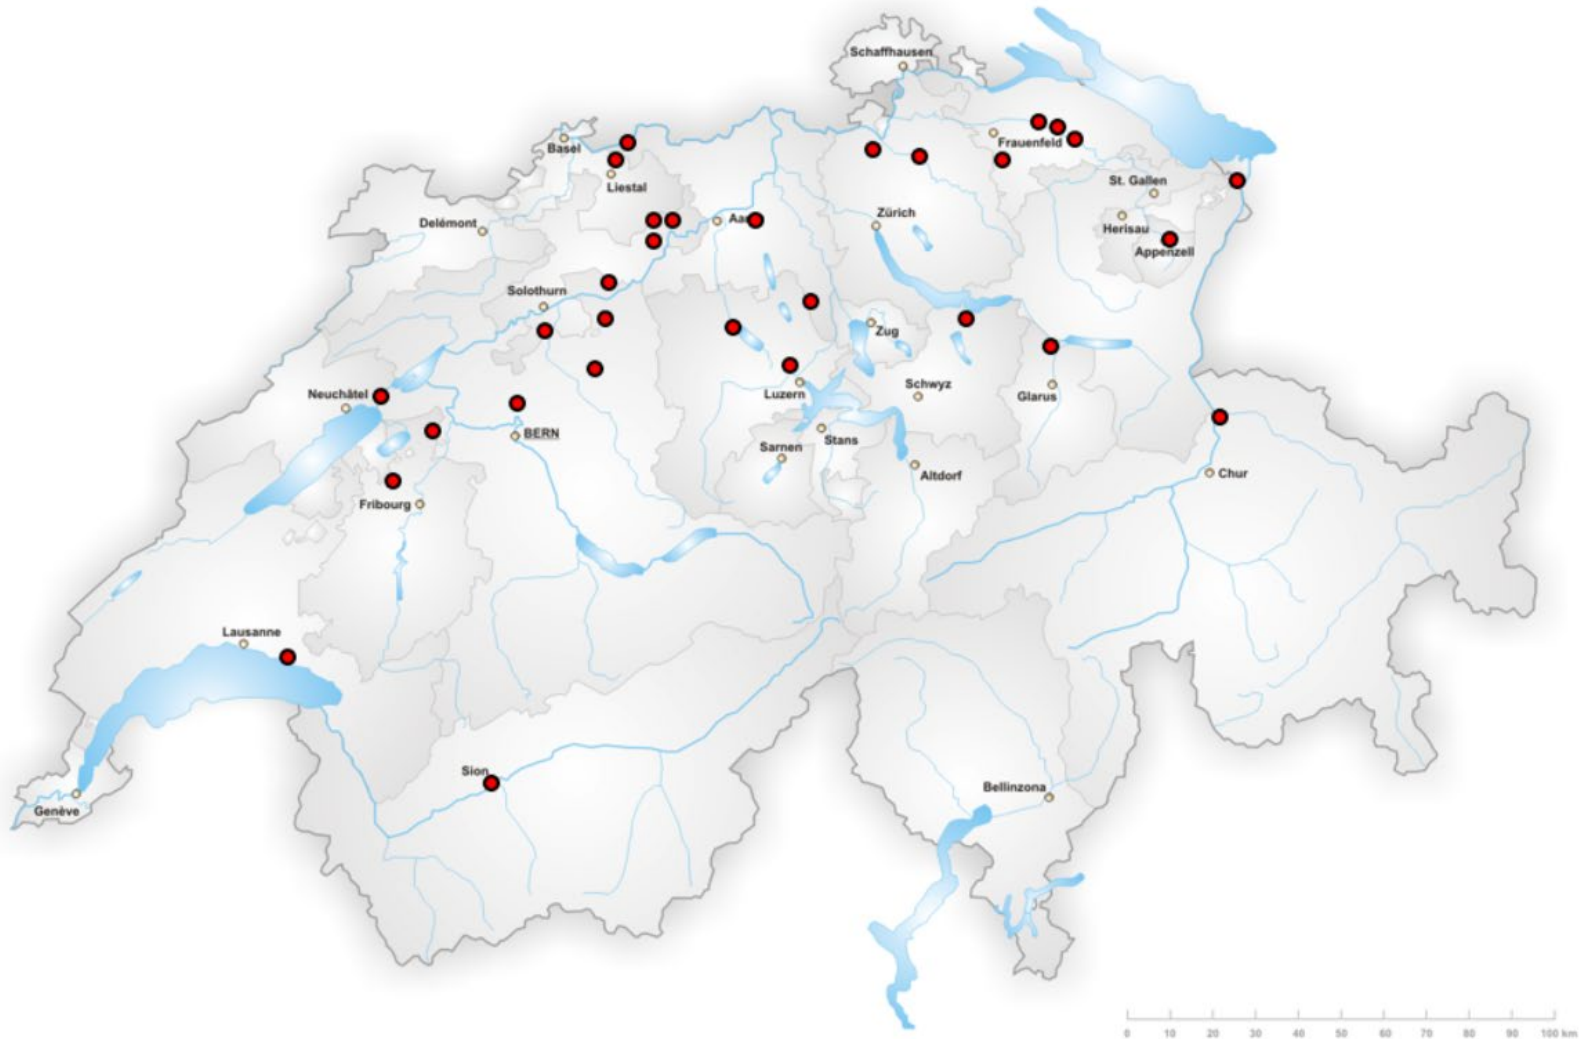 Schaffhausen
Basel
Frauenfeld
Liestal
St. Gallen
Delémont
Aar
Zürich
Herisau
Appenzell
Solothurn
Zug
Neuchâtel
Luzern
Schwyz
Glarus
BERN
Sarnen
Stans
Altdorf
Chur
Fribourg
Lausanne
Sion
Bellinzona
Genève
0 10 20 30 40 50 60 70 80 90 100 km